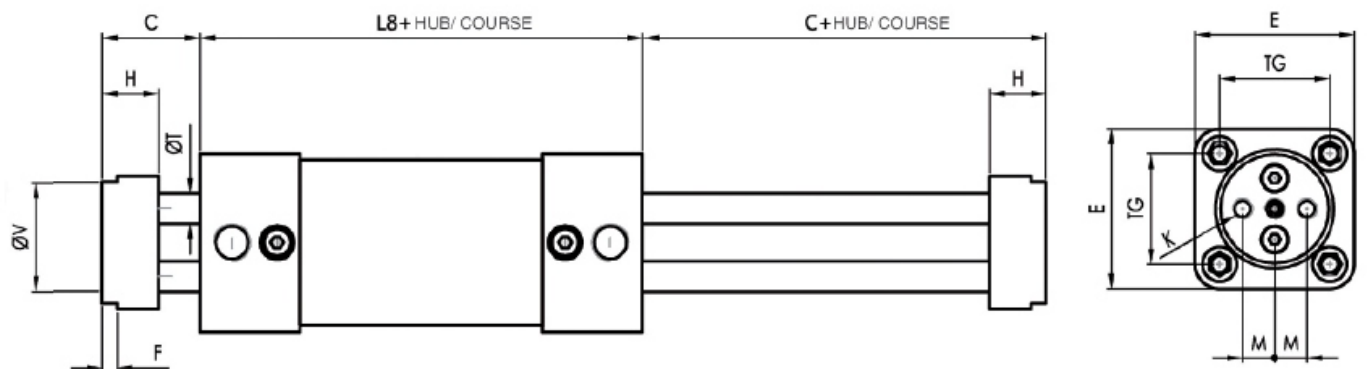 C
L8+ HUB/ COURSE
C+HUB/ COURSE
H
H
ØT
ØV
F
E
TG
E
TG
K
M
M